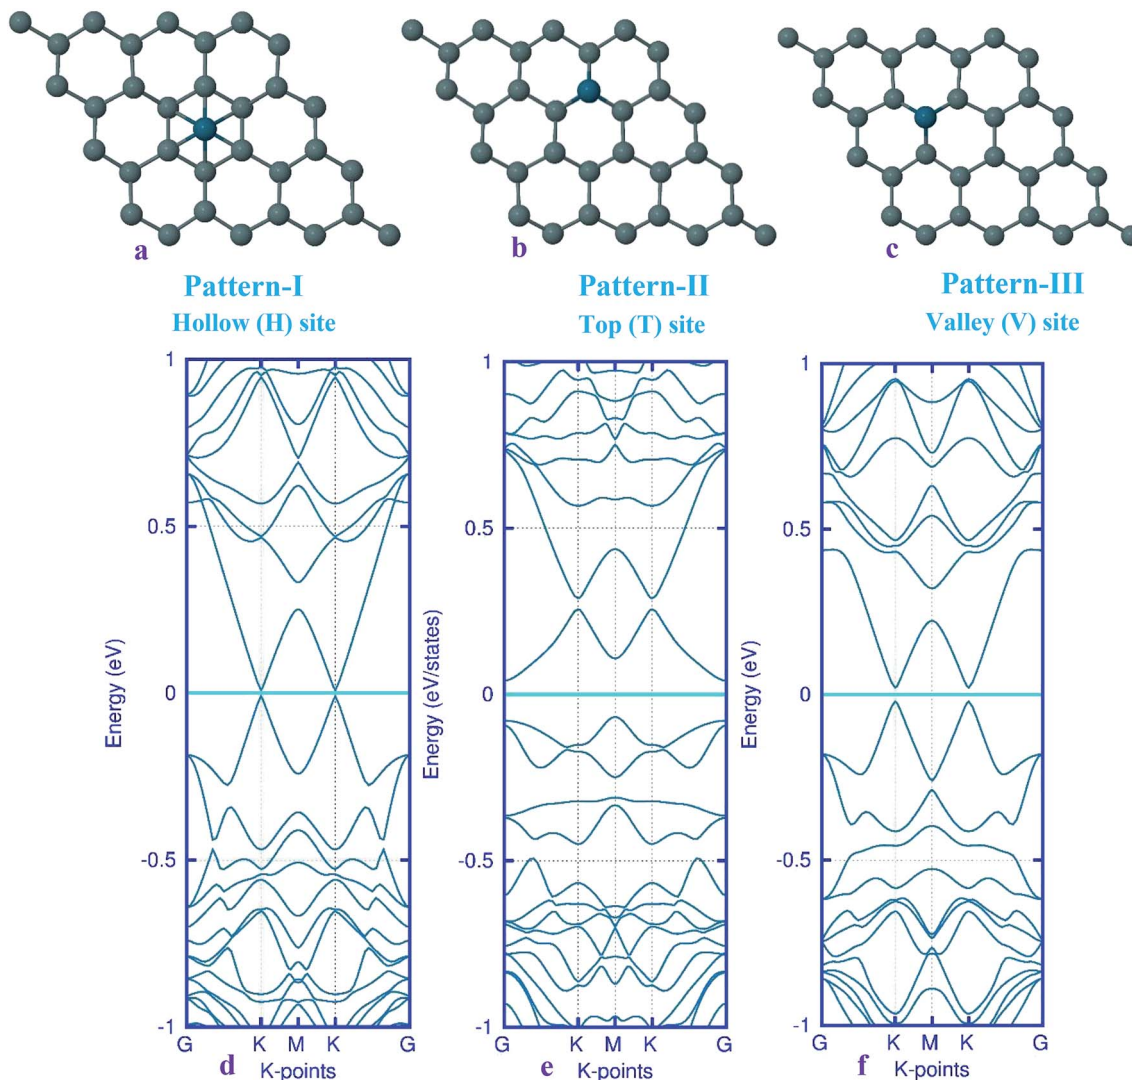 a
b
c
Pattern-I
Hollow (H) site
Pattern-II
Top (T) site
Pattern-III
Valley (V) site
1
0.5
0
-0.5
-1
Energy (eV)
G K M K G
d
K-points
1
0.5
0
-0.5
-1
Energy (eV/states)
G K M K G
e
K-points
1
0.5
0
-0.5
-1
Energy (eV)
G K M K G
f
K-points